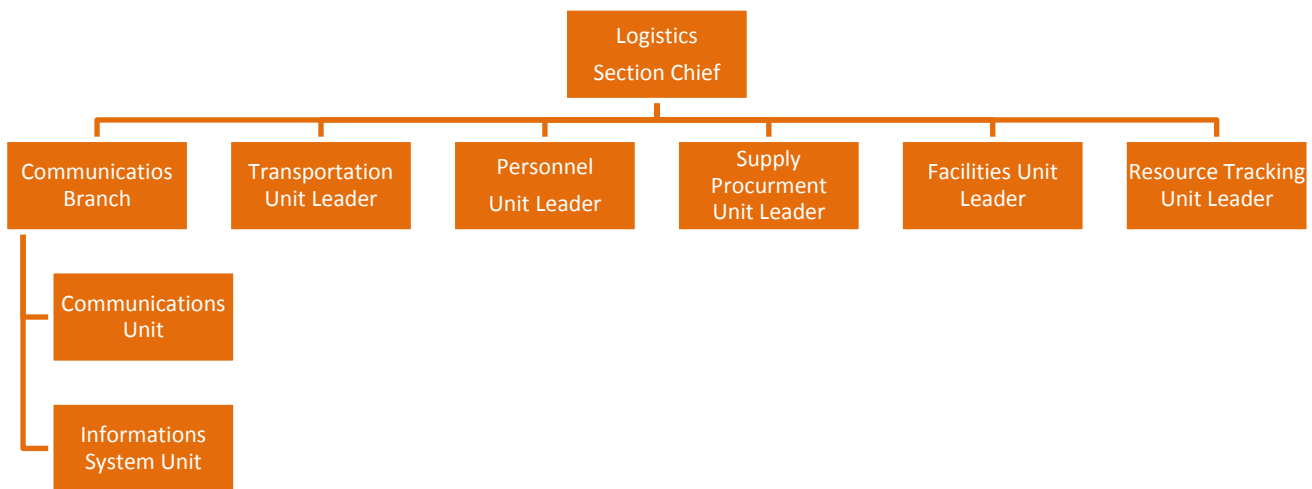 Logistics
Section Chief
Communicatios
Branch
Transportation
Unit Leader
Personnel
Unit Leader
Supply
Procurment
Unit Leader
Facilities Unit
Leader
Resource Tracking
Unit Leader
Communications
Unit
Informations
System Unit